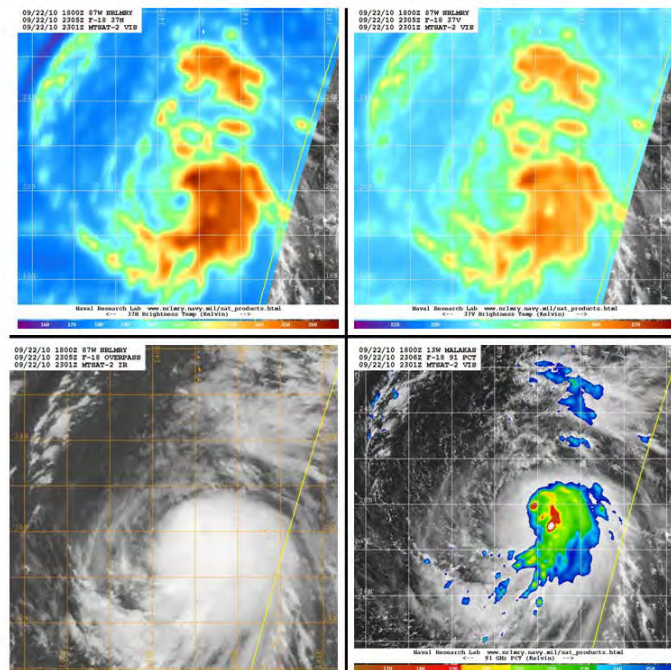 09/22/10 1800Z 87W NRLMRY
09/22/10 2305Z F-18 37H
09/22/10 2301Z MTSAT-2 VIS
Naval Research Lab www.nrlmry.navy.mil/sat_products.html
<-- 37H Brightness Temp (Kelvin) -->
09/22/10 1800Z 87W NRLMRY
09/22/10 2305Z F-18 37V
09/22/10 2301Z MTSAT-2 VIS
Naval Research Lab www.nrlmry.navy.mil/sat_products.html
<-- 37V Brightness Temp (Kelvin) -->
09/22/10 1800Z 87W NRLMRY
09/22/10 2305Z F-18 OVERPASS
09/22/10 2301Z MTSAT-2 IR
09/22/10 1800Z 13W MALAKAS
09/22/10 2306Z F-18 91 PCT
09/22/10 2301Z MTSAT-2 VIS
Naval Research Lab www.nrlmry.navy.mil/sat_products.html
<-- 91 GHz PCT (Kelvin) -->